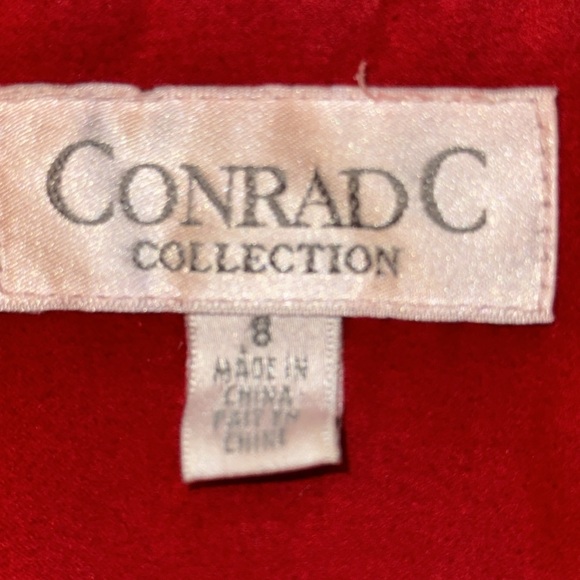 CONRAD C
COLLECTION
8
MADE IN
CHINA
FAIT EN
CHINE